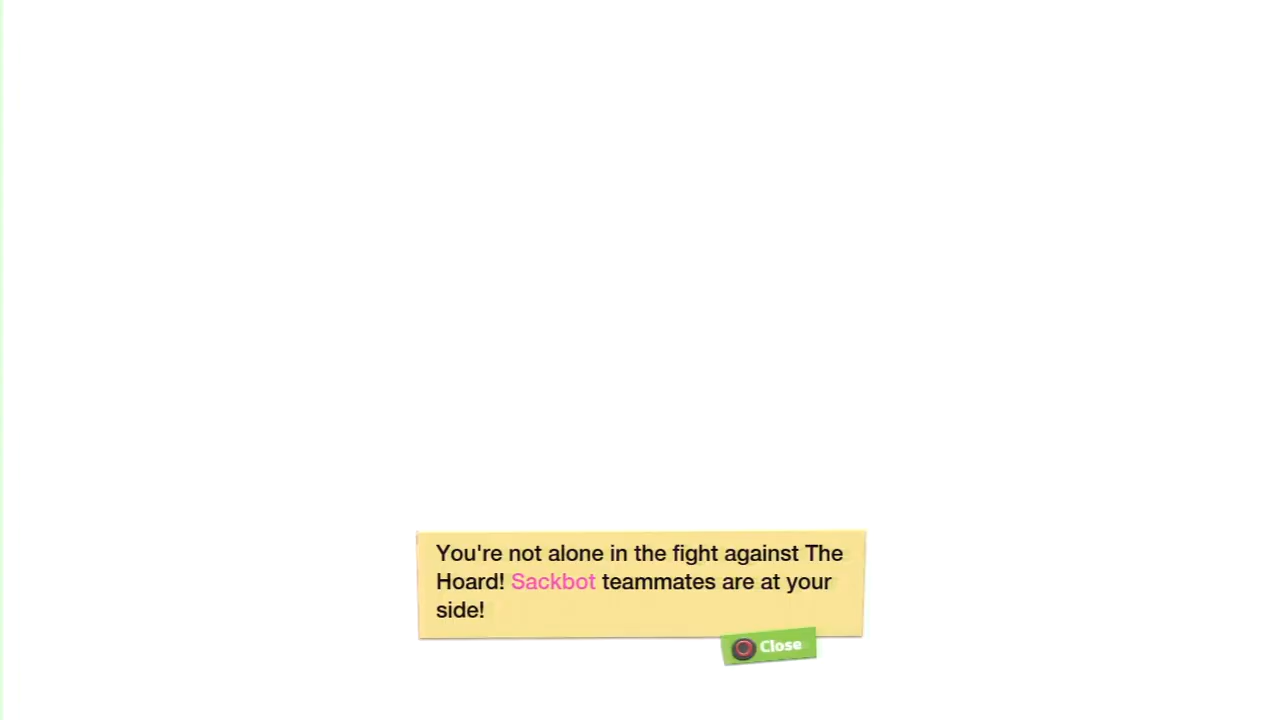 You're not alone in the fight against The
Hoard! Sackbot teammates are at your
side!
Close